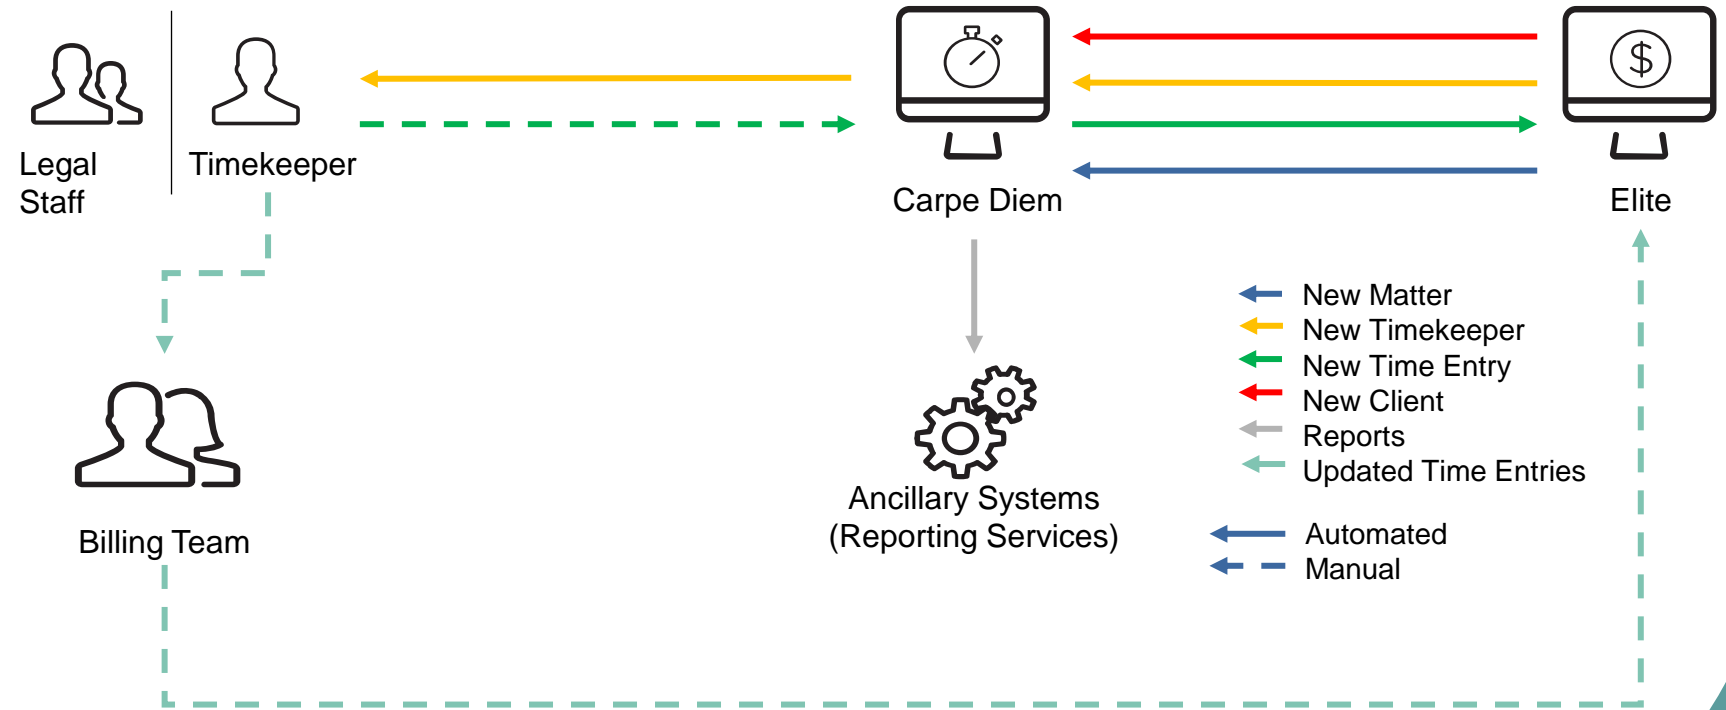 Legal
Staff
Timekeeper
Carpe Diem
$
Elite
New Matter
New Timekeeper
New Time Entry
New Client
Reports
Updated Time Entries
Automated
Manual
Billing Team
Ancillary Systems
(Reporting Services)